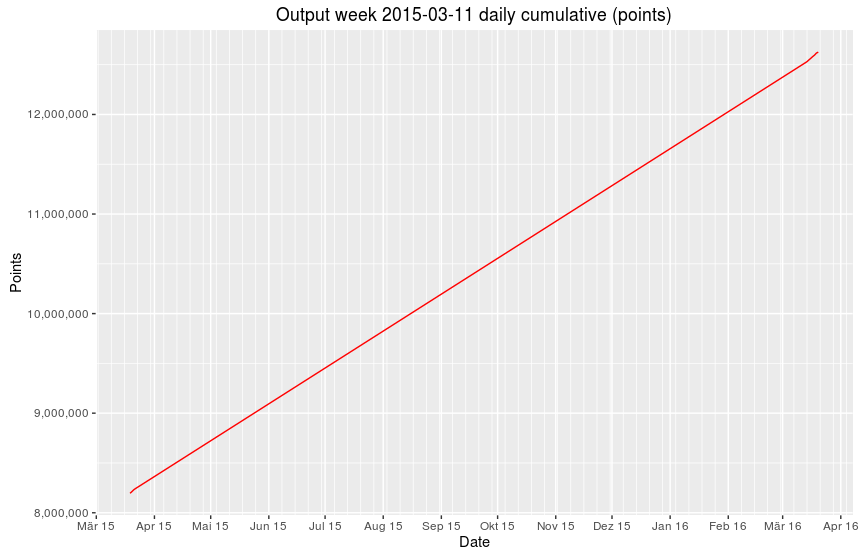 Output week 2015-03-11 daily cumulative (points)
12,000,000
11,000,000
10,000,000
9,000,000
8,000,000
Points
Mär 15 Apr 15 Mai 15 Jun 15 Jul 15 Aug 15 Sep 15 Okt 15 Nov 15 Dez 15 Jan 16 Feb 16 Mär 16 Apr 16
Date